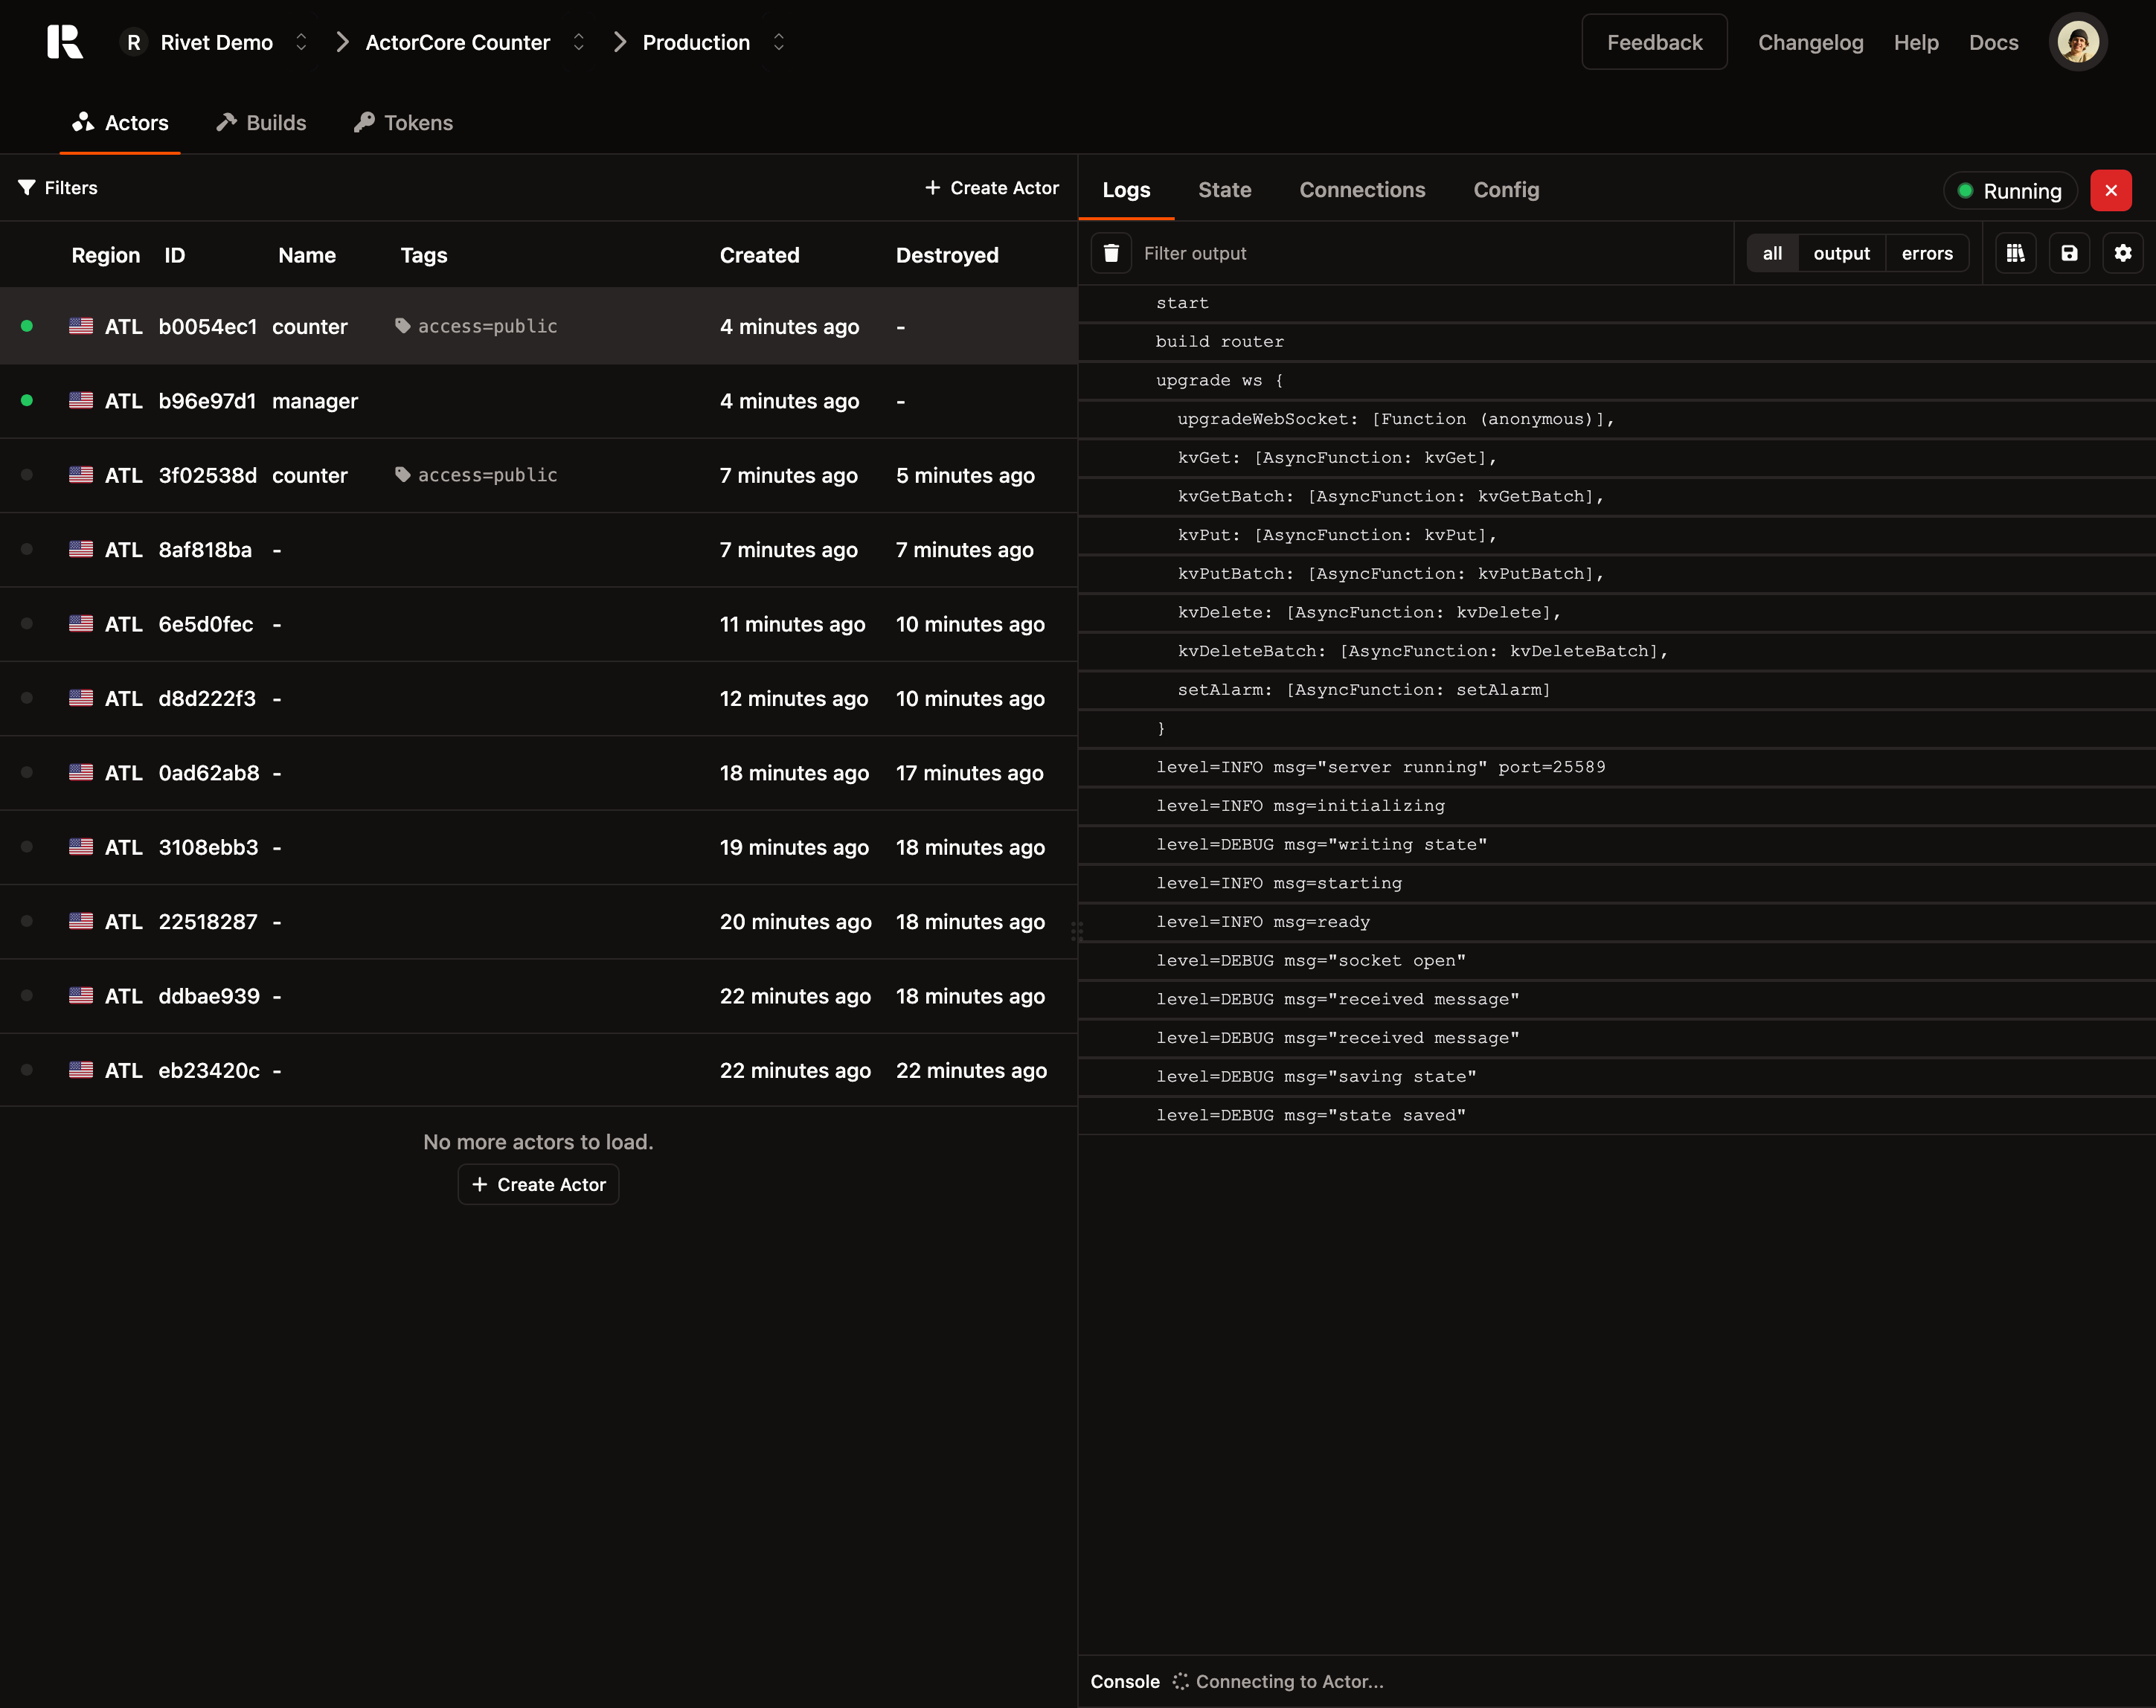 R Rivet Demo ActorCore Counter Production Feedback Changelog Help Docs
Actors Builds Tokens
Filters + Create Actor
Region ID Name Tags Created Destroyed
ATL b0054ec1 counter access=public 4 minutes ago -
ATL b96e97d1 manager 4 minutes ago -
ATL 3f02538d counter access=public 7 minutes ago 5 minutes ago
ATL 8af818ba - 7 minutes ago 7 minutes ago
ATL 6e5d0fec - 11 minutes ago 10 minutes ago
ATL d8d222f3 - 12 minutes ago 10 minutes ago
ATL 0ad62ab8 - 18 minutes ago 17 minutes ago
ATL 3108ebb3 - 19 minutes ago 18 minutes ago
ATL 22518287 - 20 minutes ago 18 minutes ago
ATL ddbae939 - 22 minutes ago 18 minutes ago
ATL eb23420c - 22 minutes ago 22 minutes ago
No more actors to load.
+ Create Actor
Logs State Connections Config Running
Filter output all output errors
start
build router
upgrade ws {
upgradeWebSocket: [Function (anonymous)],
kvGet: [AsyncFunction: kvGet],
kvGetBatch: [AsyncFunction: kvGetBatch],
kvPut: [AsyncFunction: kvPut],
kvPutBatch: [AsyncFunction: kvPutBatch],
kvDelete: [AsyncFunction: kvDelete],
kvDeleteBatch: [AsyncFunction: kvDeleteBatch],
setAlarm: [AsyncFunction: setAlarm]
}
level=INFO msg="server running" port=25589
level=INFO msg=initializing
level=DEBUG msg="writing state"
level=INFO msg=starting
level=INFO msg=ready
level=DEBUG msg="socket open"
level=DEBUG msg="received message"
level=DEBUG msg="received message"
level=DEBUG msg="saving state"
level=DEBUG msg="state saved"
Console Connecting to Actor...